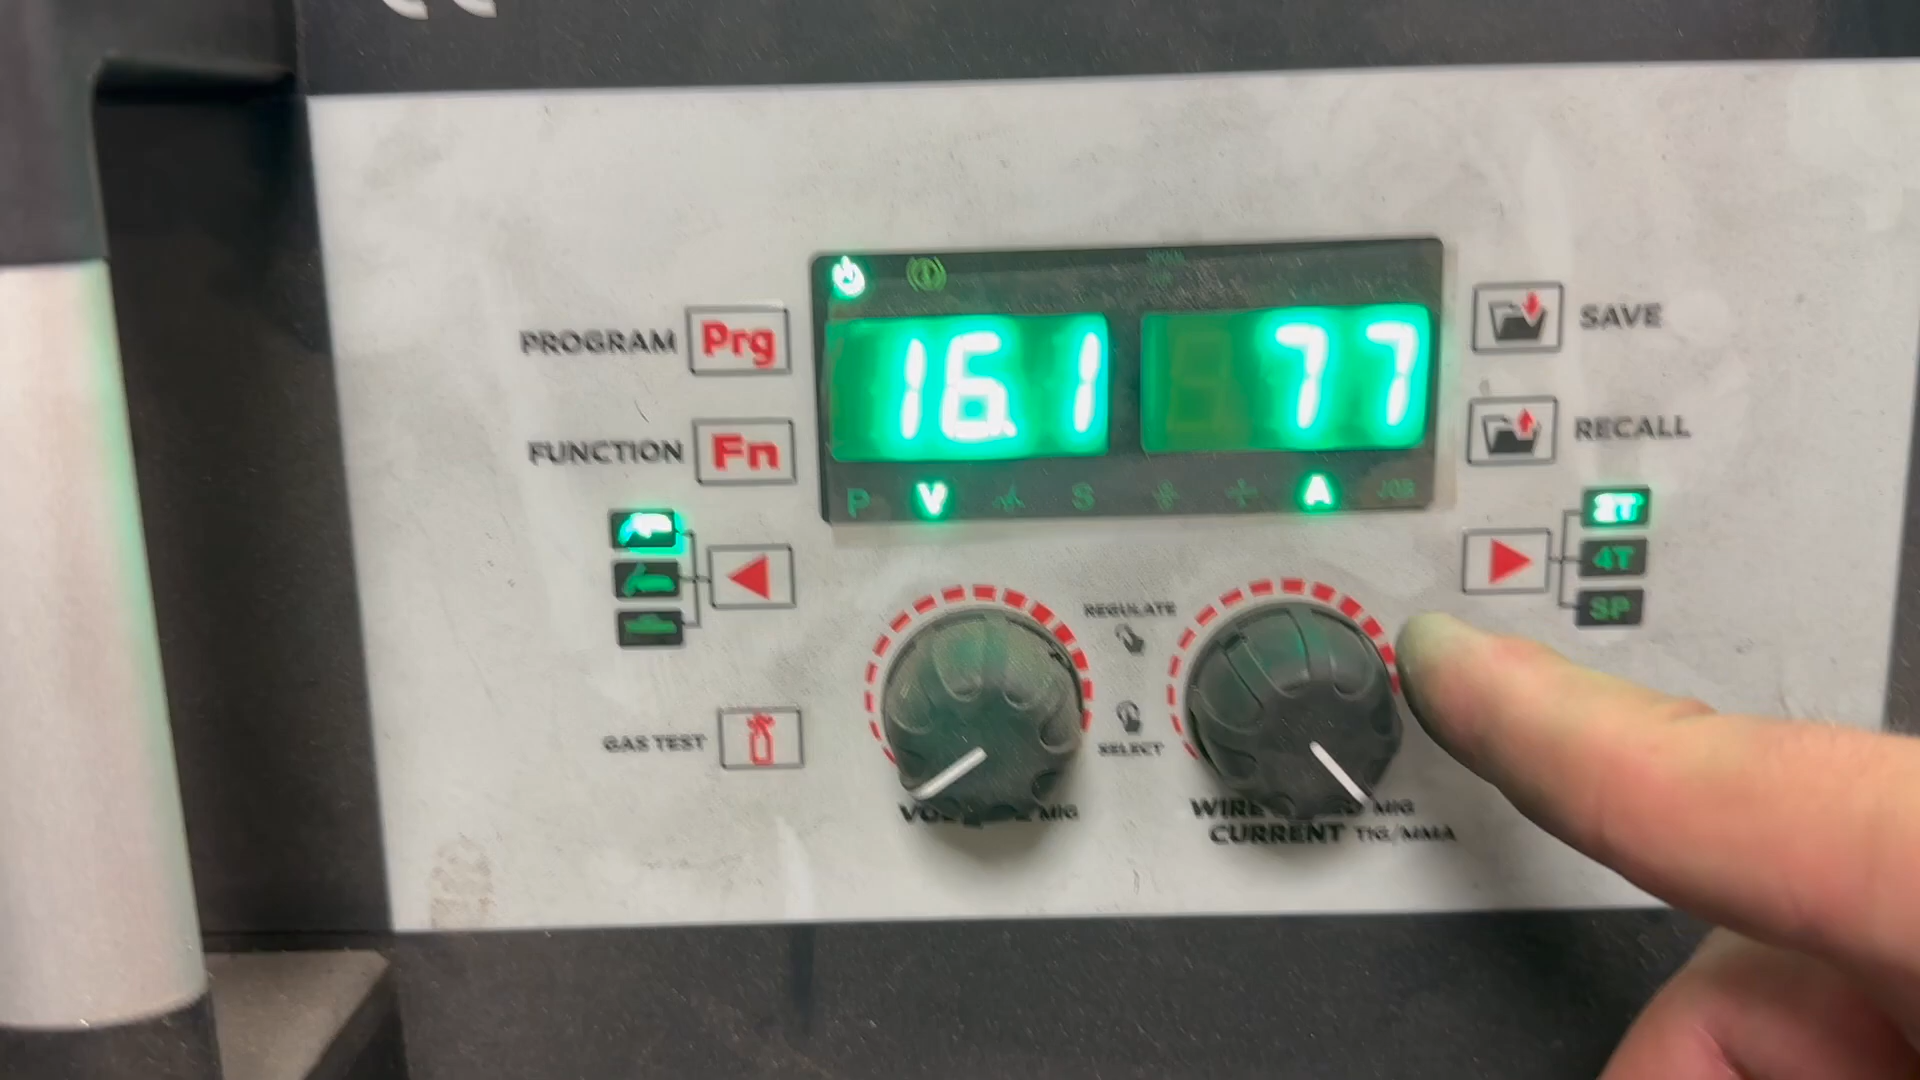 PROGRAM Prg
FUNCTION Fn
16.1 77
P V S A JOB
SAVE
RECALL
2T
4T
SP
REGULATE
SELECT
GAS TEST
MIG
MIG
CURRENT TIG/MMA